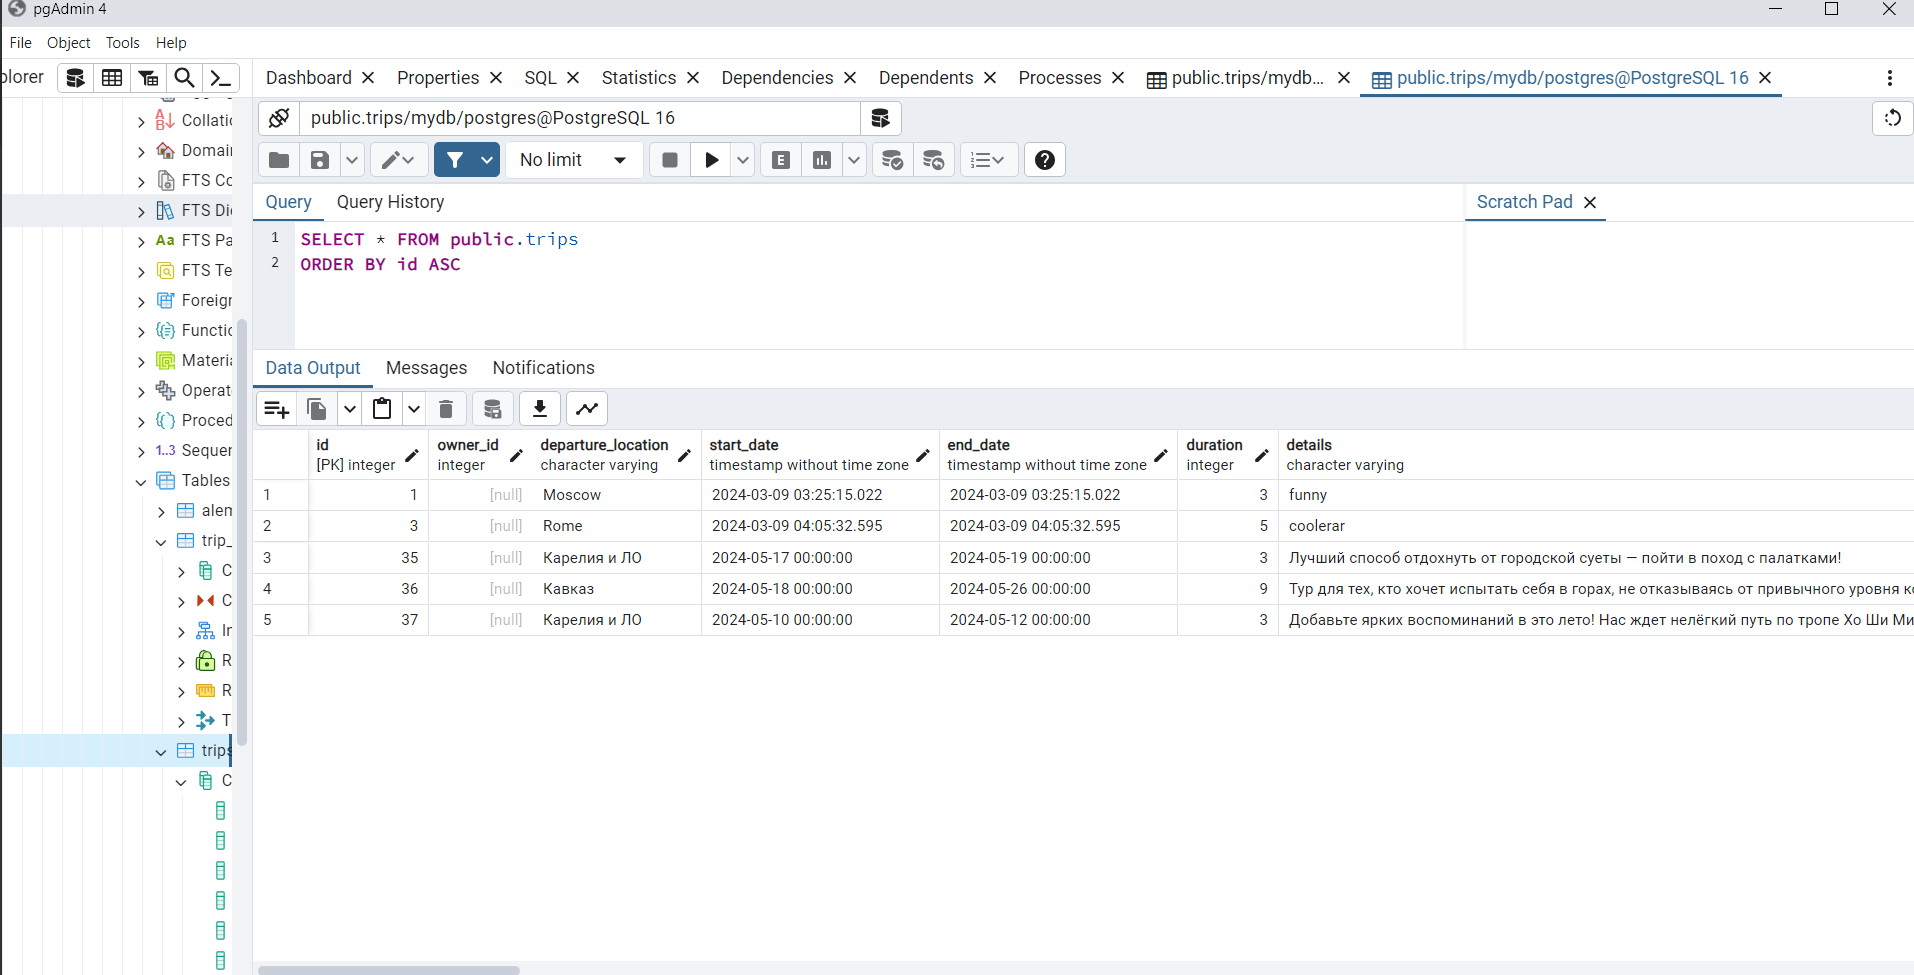 pgAdmin 4
File Object Tools Help
plorer
Dashboard Properties SQL Statistics Dependencies Dependents Processes public.trips/mydb... public.trips/mydb/postgres@PostgreSQL 16
public.trips/mydb/postgres@PostgreSQL 16
No limit
Query Query History
Scratch Pad
1 SELECT * FROM public.trips
2 ORDER BY id ASC
Data Output Messages Notifications
id owner_id departure_location start_date end_date duration details
[PK] integer integer character varying timestamp without time zone timestamp without time zone integer character varying
1 1 [null] Moscow 2024-03-09 03:25:15.022 2024-03-09 03:25:15.022 3 funny
2 3 [null] Rome 2024-03-09 04:05:32.595 2024-03-09 04:05:32.595 5 coolerar
3 35 [null] Карелия и ЛО 2024-05-17 00:00:00 2024-05-19 00:00:00 3 Лучший способ отдохнуть от городской суеты — пойти в поход с палатками!
4 36 [null] Кавказ 2024-05-18 00:00:00 2024-05-26 00:00:00 9 Тур для тех, кто хочет испытать себя в горах, не отказываясь от привычного уровня к
5 37 [null] Карелия и ЛО 2024-05-10 00:00:00 2024-05-12 00:00:00 3 Добавьте ярких воспоминаний в это лето! Нас ждет нелёгкий путь по тропе Хо Ши Ми
Collatio
Domai
FTS Co
FTS Di
Aa FTS Pa
FTS Te
Foreigr
Functio
Materia
Operat
Proced
1..3 Sequer
Tables
alem
trip_
C
C
In
R
R
T
trips
C